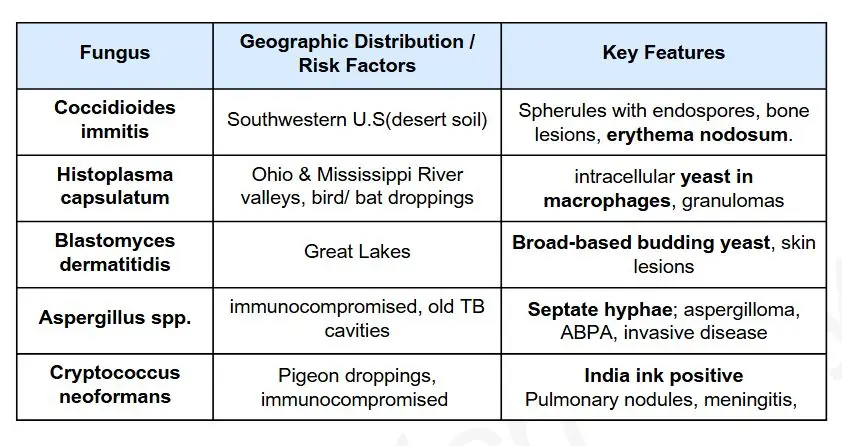 Fungus
Geographic Distribution /
Risk Factors
Key Features
Coccidioides
immitis
Southwestern U.S(desert soil)
Spherules with endospores, bone
lesions, erythema nodosum.
Histoplasma
capsulatum
Ohio & Mississippi River
valleys, bird/ bat droppings
intracellular yeast in
macrophages, granulomas
Blastomyces
dermatitidis
Great Lakes
Broad-based budding yeast, skin
lesions
Aspergillus spp.
immunocompromised, old TB
cavities
Septate hyphae; aspergilloma,
ABPA, invasive disease
Cryptococcus
neoformans
Pigeon droppings,
immunocompromised
India ink positive
Pulmonary nodules, meningitis,